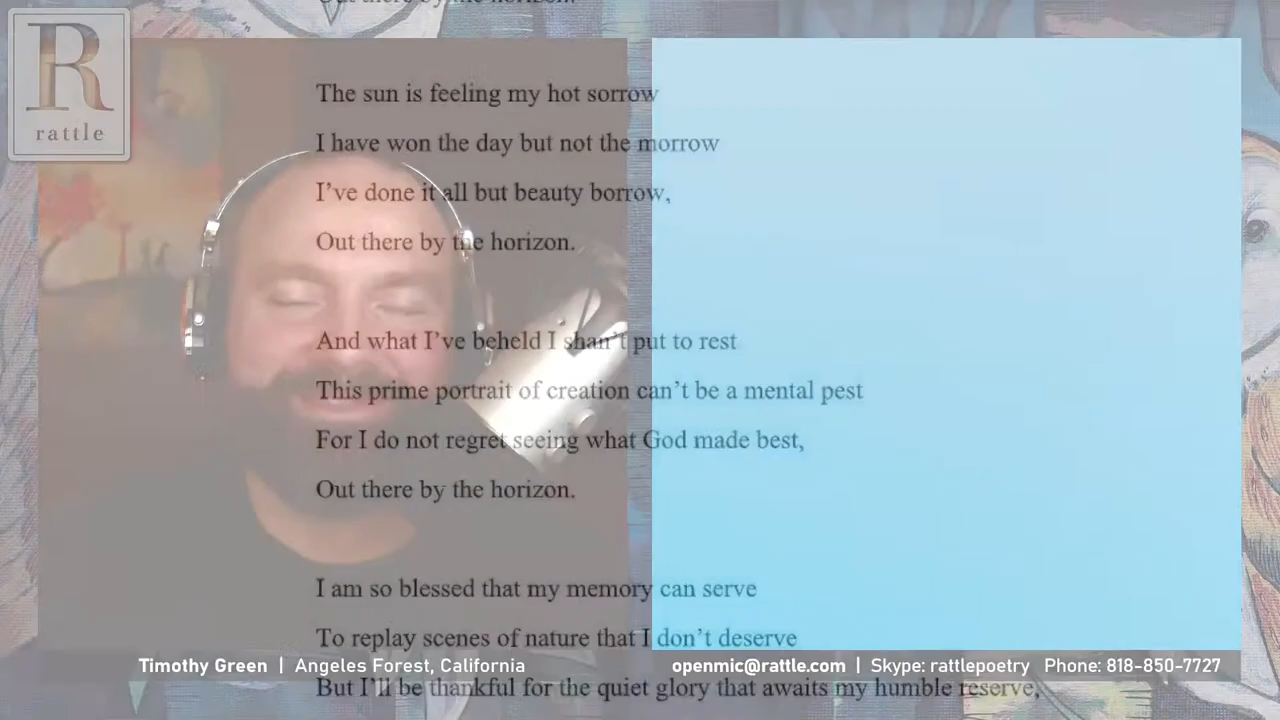 Out there by the horizon.
R
rattle
The sun is feeling my hot sorrow
I have won the day but not the morrow
I've done it all but beauty borrow,
Out there by the horizon.
And what I've beheld I shan't put to rest
This prime portrait of creation can't be a mental pest
For I do not regret seeing what God made best,
Out there by the horizon.
I am so blessed that my memory can serve
To replay scenes of nature that I don't deserve
Timothy Green | Angeles Forest, California
openmic@rattle.com | Skype: rattlepoetry Phone: 818-850-7727
But I'll be thankful for the quiet glory that awaits my humble reserve,